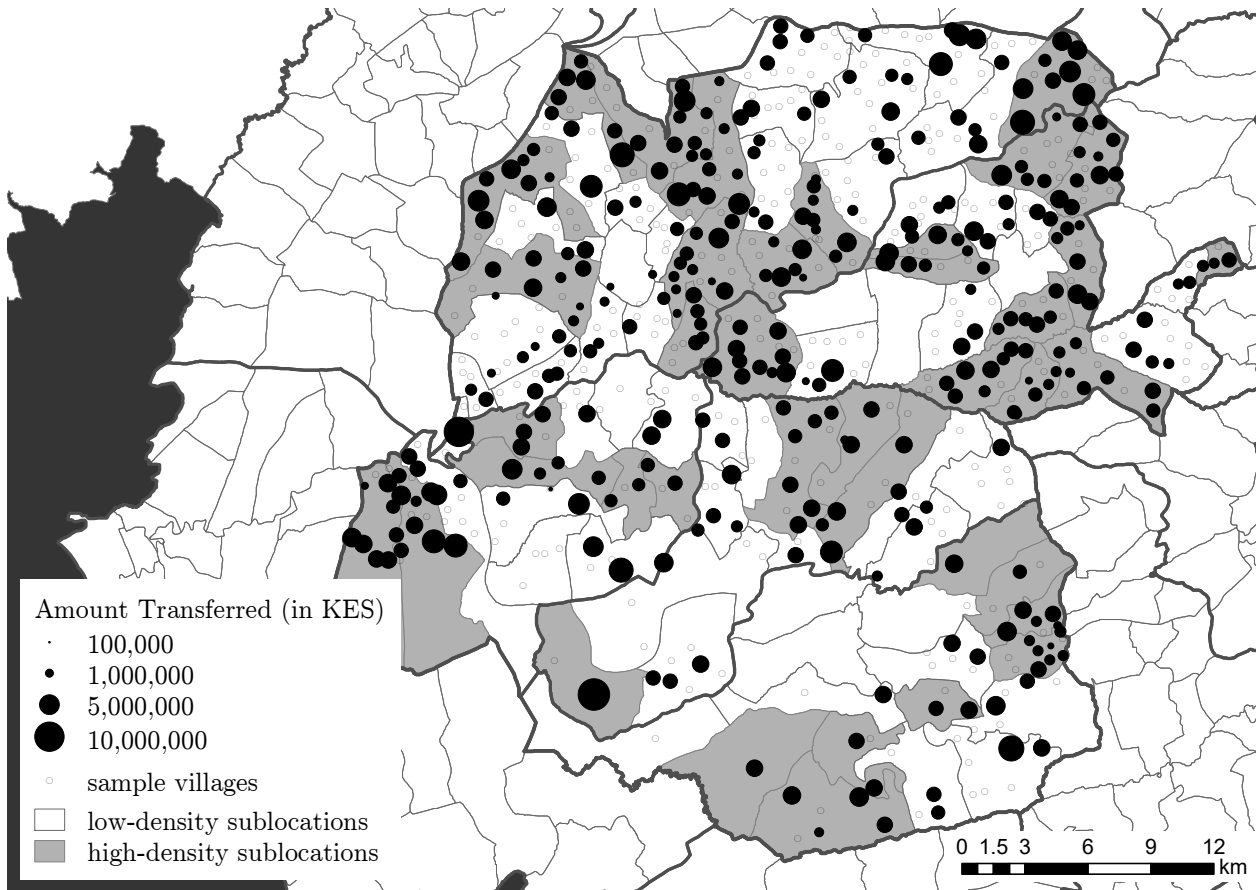 Amount Transferred (in KES)
100,000
1,000,000
5,000,000
10,000,000
sample villages
low-density sublocations
high-density sublocations
0 1.5 3 6 9 12
km